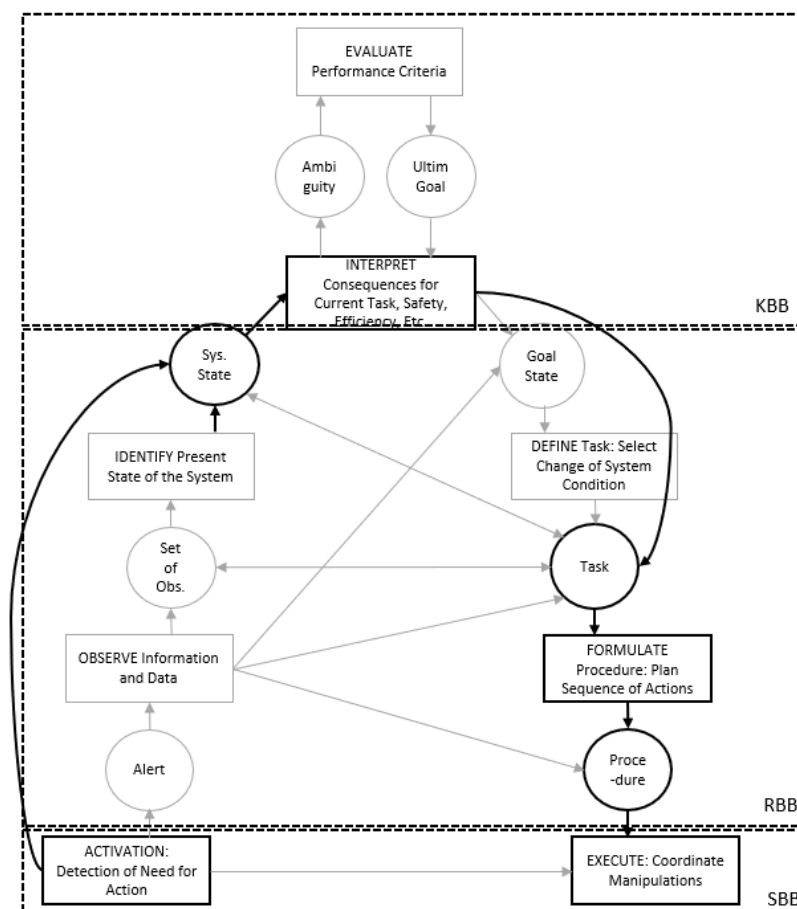 EVALUATE
Performance Criteria
Ambi
guity
Ultim
Goal
INTERPRET
Consequences for
Current Task, Safety,
Efficiency, Etc
KBB
Sys.
State
Goal
State
IDENTIFY Present
State of the System
DEFINE Task: Select
Change of System
Condition
Set
of
Obs.
Task
OBSERVE Information
and Data
FORMULATE
Procedure: Plan
Sequence of Actions
Alert
Proce
-dure
RBB
ACTIVATION:
Detection of Need for
Action
EXECUTE: Coordinate
Manipulations
SBB